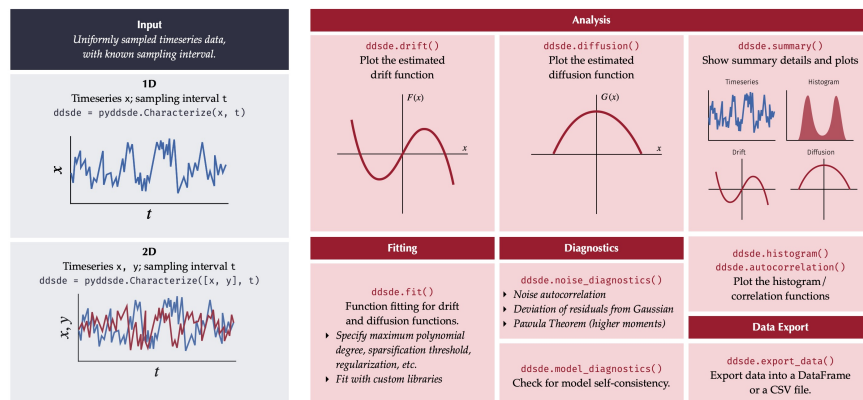 Input
Uniformly sampled timeseries data,
with known sampling interval.
1D
Timeseries x; sampling interval t
ddsde = pyddsde.Characterize(x, t)
x
t
2D
Timeseries x, y; sampling interval t
ddsde = pyddsde.Characterize([x, y], t)
x, y
t
Analysis
ddsde.drift()
Plot the estimated
drift function
F(x)
x
ddsde.diffusion()
Plot the estimated
diffusion function
G(x)
x
ddsde.summary()
Show summary details and plots
Timeseries
Histogram
Drift
Diffusion
Fitting
ddsde.fit()
Function fitting for drift
and diffusion functions.
‣ Specify maximum polynomial
degree, sparsification threshold,
regularization, etc.
‣ Fit with custom libraries
Diagnostics
ddsde.noise_diagnostics()
‣ Noise autocorrelation
‣ Deviation of residuals from Gaussian
‣ Pawula Theorem (higher moments)
ddsde.model_diagnostics()
Check for model self-consistency.
ddsde.histogram()
ddsde.autocorrelation()
Plot the histogram/
correlation functions
Data Export
ddsde.export_data()
Export data into a DataFrame
or a CSV file.